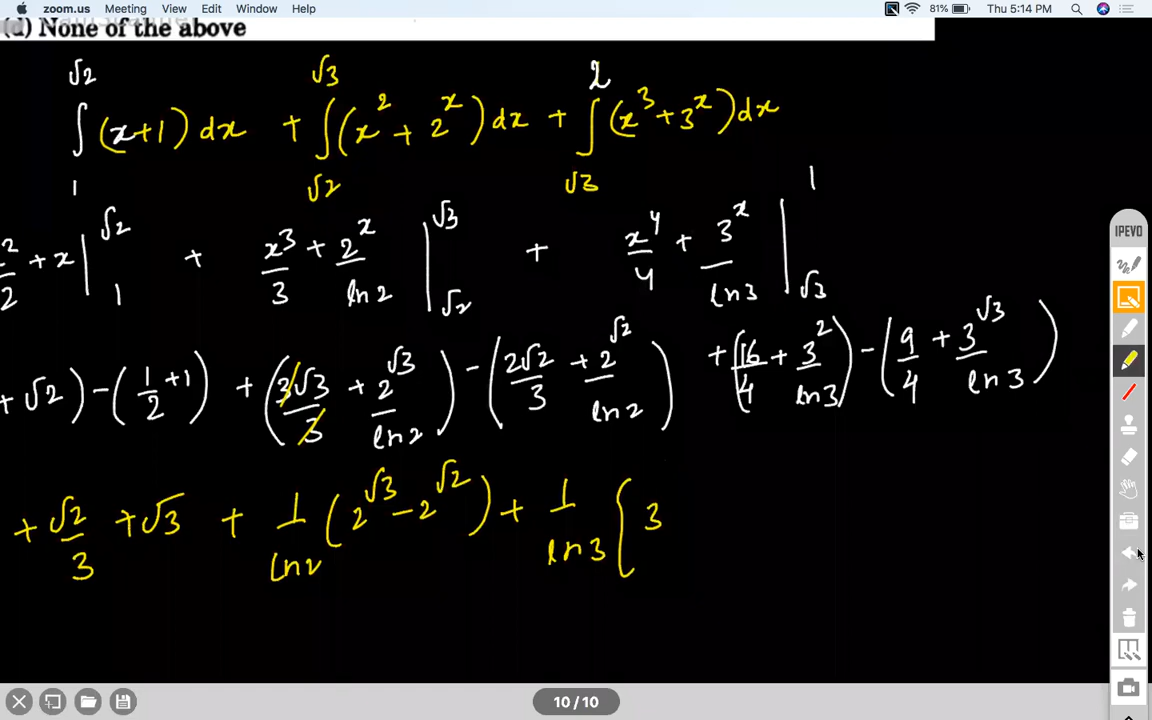 zoom.us Meeting View Edit Window Help 81% Thu 5:14 PM
(d) None of the above
∫₁^√2 (x+1) dx + ∫_√2^√3 (x² + 2ˣ) dx + ∫_√3^2 (x³ + 3ˣ) dx
²/2 + x |₁^√2 + x³/3 + 2ˣ/ln2 |_√2^√3 + x⁴/4 + 3ˣ/ln3 |_√3^1
IPEVO
+ √2) − (1/2 + 1) + (3√3/3 + 2^√3/ln2) − (2√2/3 + 2^√2/ln2) + (16/4 + 3²/ln3) − (9/4 + 3^√3/ln3)
+ √2/3 + √3 + 1/ln2 (2^√3 − 2^√2) + 1/ln3 { 3
10 / 10